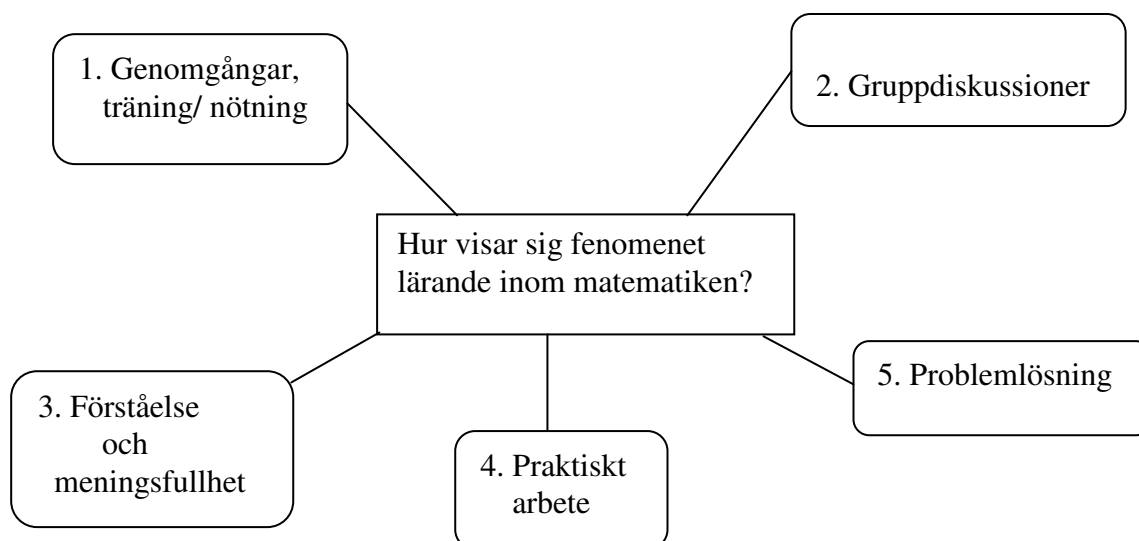 1. Genomgångar,
träning/ nötning
2. Gruppdiskussioner
Hur visar sig fenomenet
lärande inom matematiken?
3. Förståelse
och
meningsfullhet
4. Praktiskt
arbete
5. Problemlösning